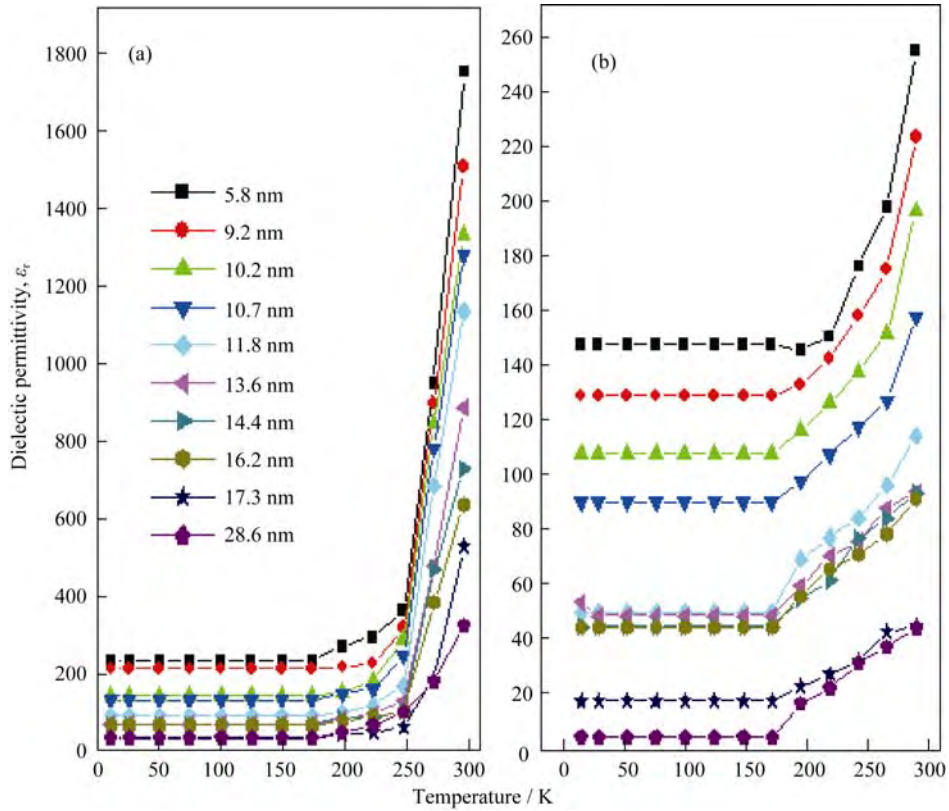 (a)
(b)
Dielectic permittivity, εr
1800
1600
1400
1200
1000
800
600
400
200
0
5.8 nm
9.2 nm
10.2 nm
10.7 nm
11.8 nm
13.6 nm
14.4 nm
16.2 nm
17.3 nm
28.6 nm
0 50 100 150 200 250 300
260
240
220
200
180
160
140
120
100
80
60
40
20
0
0 50 100 150 200 250 300
Temperature / K